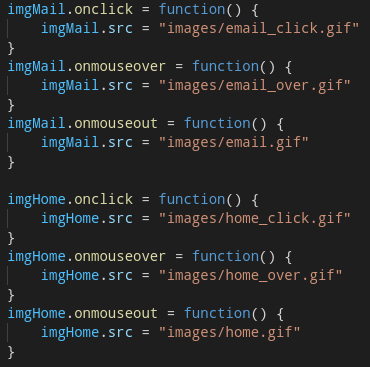 imgMail.onclick = function() {
    imgMail.src = "images/email_click.gif"
}
imgMail.onmouseover = function() {
    imgMail.src = "images/email_over.gif"
}
imgMail.onmouseout = function() {
    imgMail.src = "images/email.gif"
}

imgHome.onclick = function() {
    imgHome.src = "images/home_click.gif"
}
imgHome.onmouseover = function() {
    imgHome.src = "images/home_over.gif"
}
imgHome.onmouseout = function() {
    imgHome.src = "images/home.gif"
}